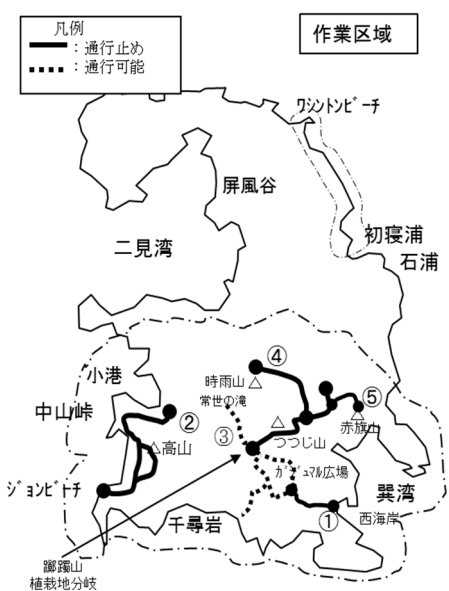 凡例
：通行止め
：通行可能
作業区域
ﾜｼﾝﾄﾝﾋﾞｰﾁ
屏風谷
初寝浦
石浦
二見湾
小港
④
時雨山
常世の滝
⑤
中山峠
②
赤旗山
③
つつじ山
高山
ｶﾞｼﾞｭﾏﾙ広場
ｼﾞｮﾝﾋﾞｰﾁ
巽湾
千尋岩
①
西海岸
躑躅山
植栽地分岐